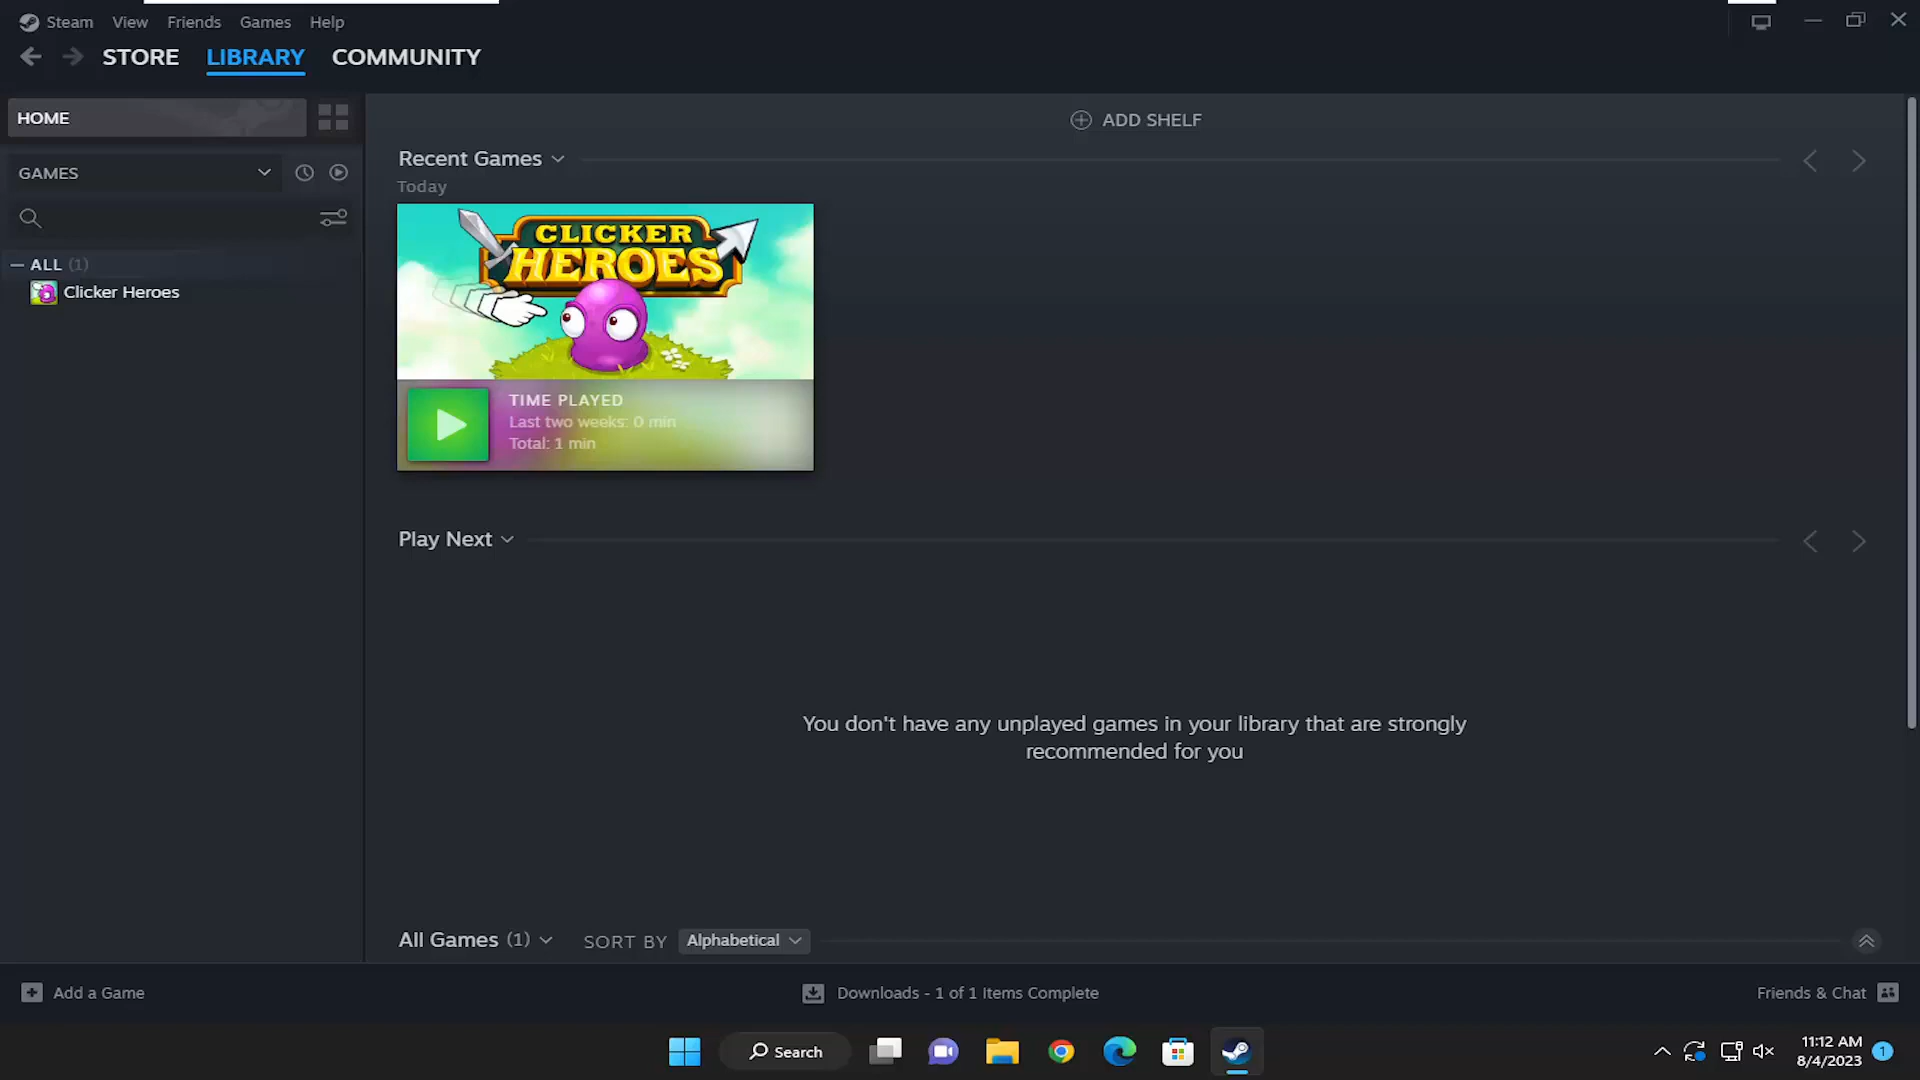 Steam View Friends Games Help
STORE LIBRARY COMMUNITY
HOME
GAMES
ALL (1)
Clicker Heroes
ADD SHELF
Recent Games
Today
CLICKER
HEROES
TIME PLAYED
Last two weeks: 0 min
Total: 1 min
Play Next
You don't have any unplayed games in your library that are strongly
recommended for you
All Games (1) SORT BY Alphabetical
Add a Game
Downloads - 1 of 1 Items Complete
Friends & Chat
Search
11:12 AM
8/4/2023
1